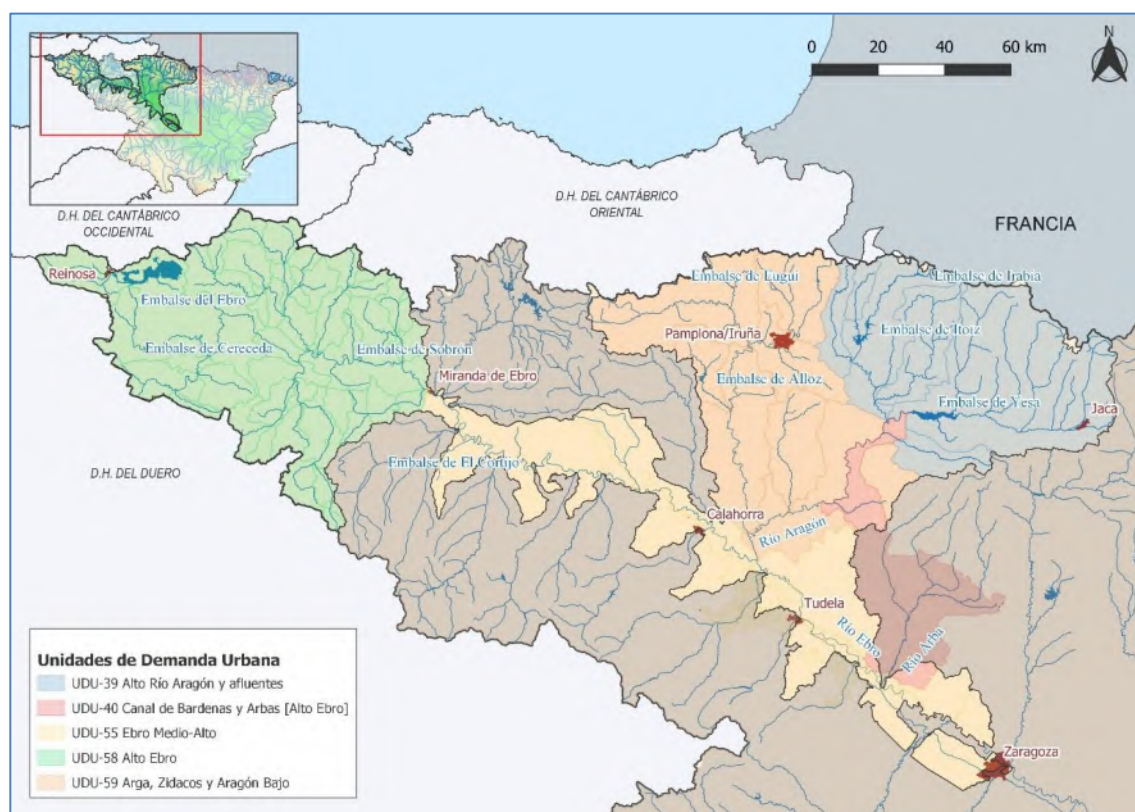 0 20 40 60 km
N
D.H. DEL CANTÁBRICO
OCCIDENTAL
D.H. DEL CANTÁBRICO
ORIENTAL
FRANCIA
Reinosa
Embalse del Ebro
Embalse de Cereceda
Embalse de Sobrón
Miranda de Ebro
Embalse de Eugui
Embalse de Irabia
Pamplona/Iruña
Embalse de Itoiz
Embalse de Alloz
Embalse de Yesa
Jaca
D.H. DEL DUERO
Embalse de El Cortijo
Calahorra
Río Aragón
Tudela
Río Ebro
Río Arba
Zaragoza
Unidades de Demanda Urbana
UDU-39 Alto Río Aragón y afluentes
UDU-40 Canal de Bardenas y Arbas [Alto Ebro]
UDU-55 Ebro Medio-Alto
UDU-58 Alto Ebro
UDU-59 Arga, Zidacos y Aragón Bajo